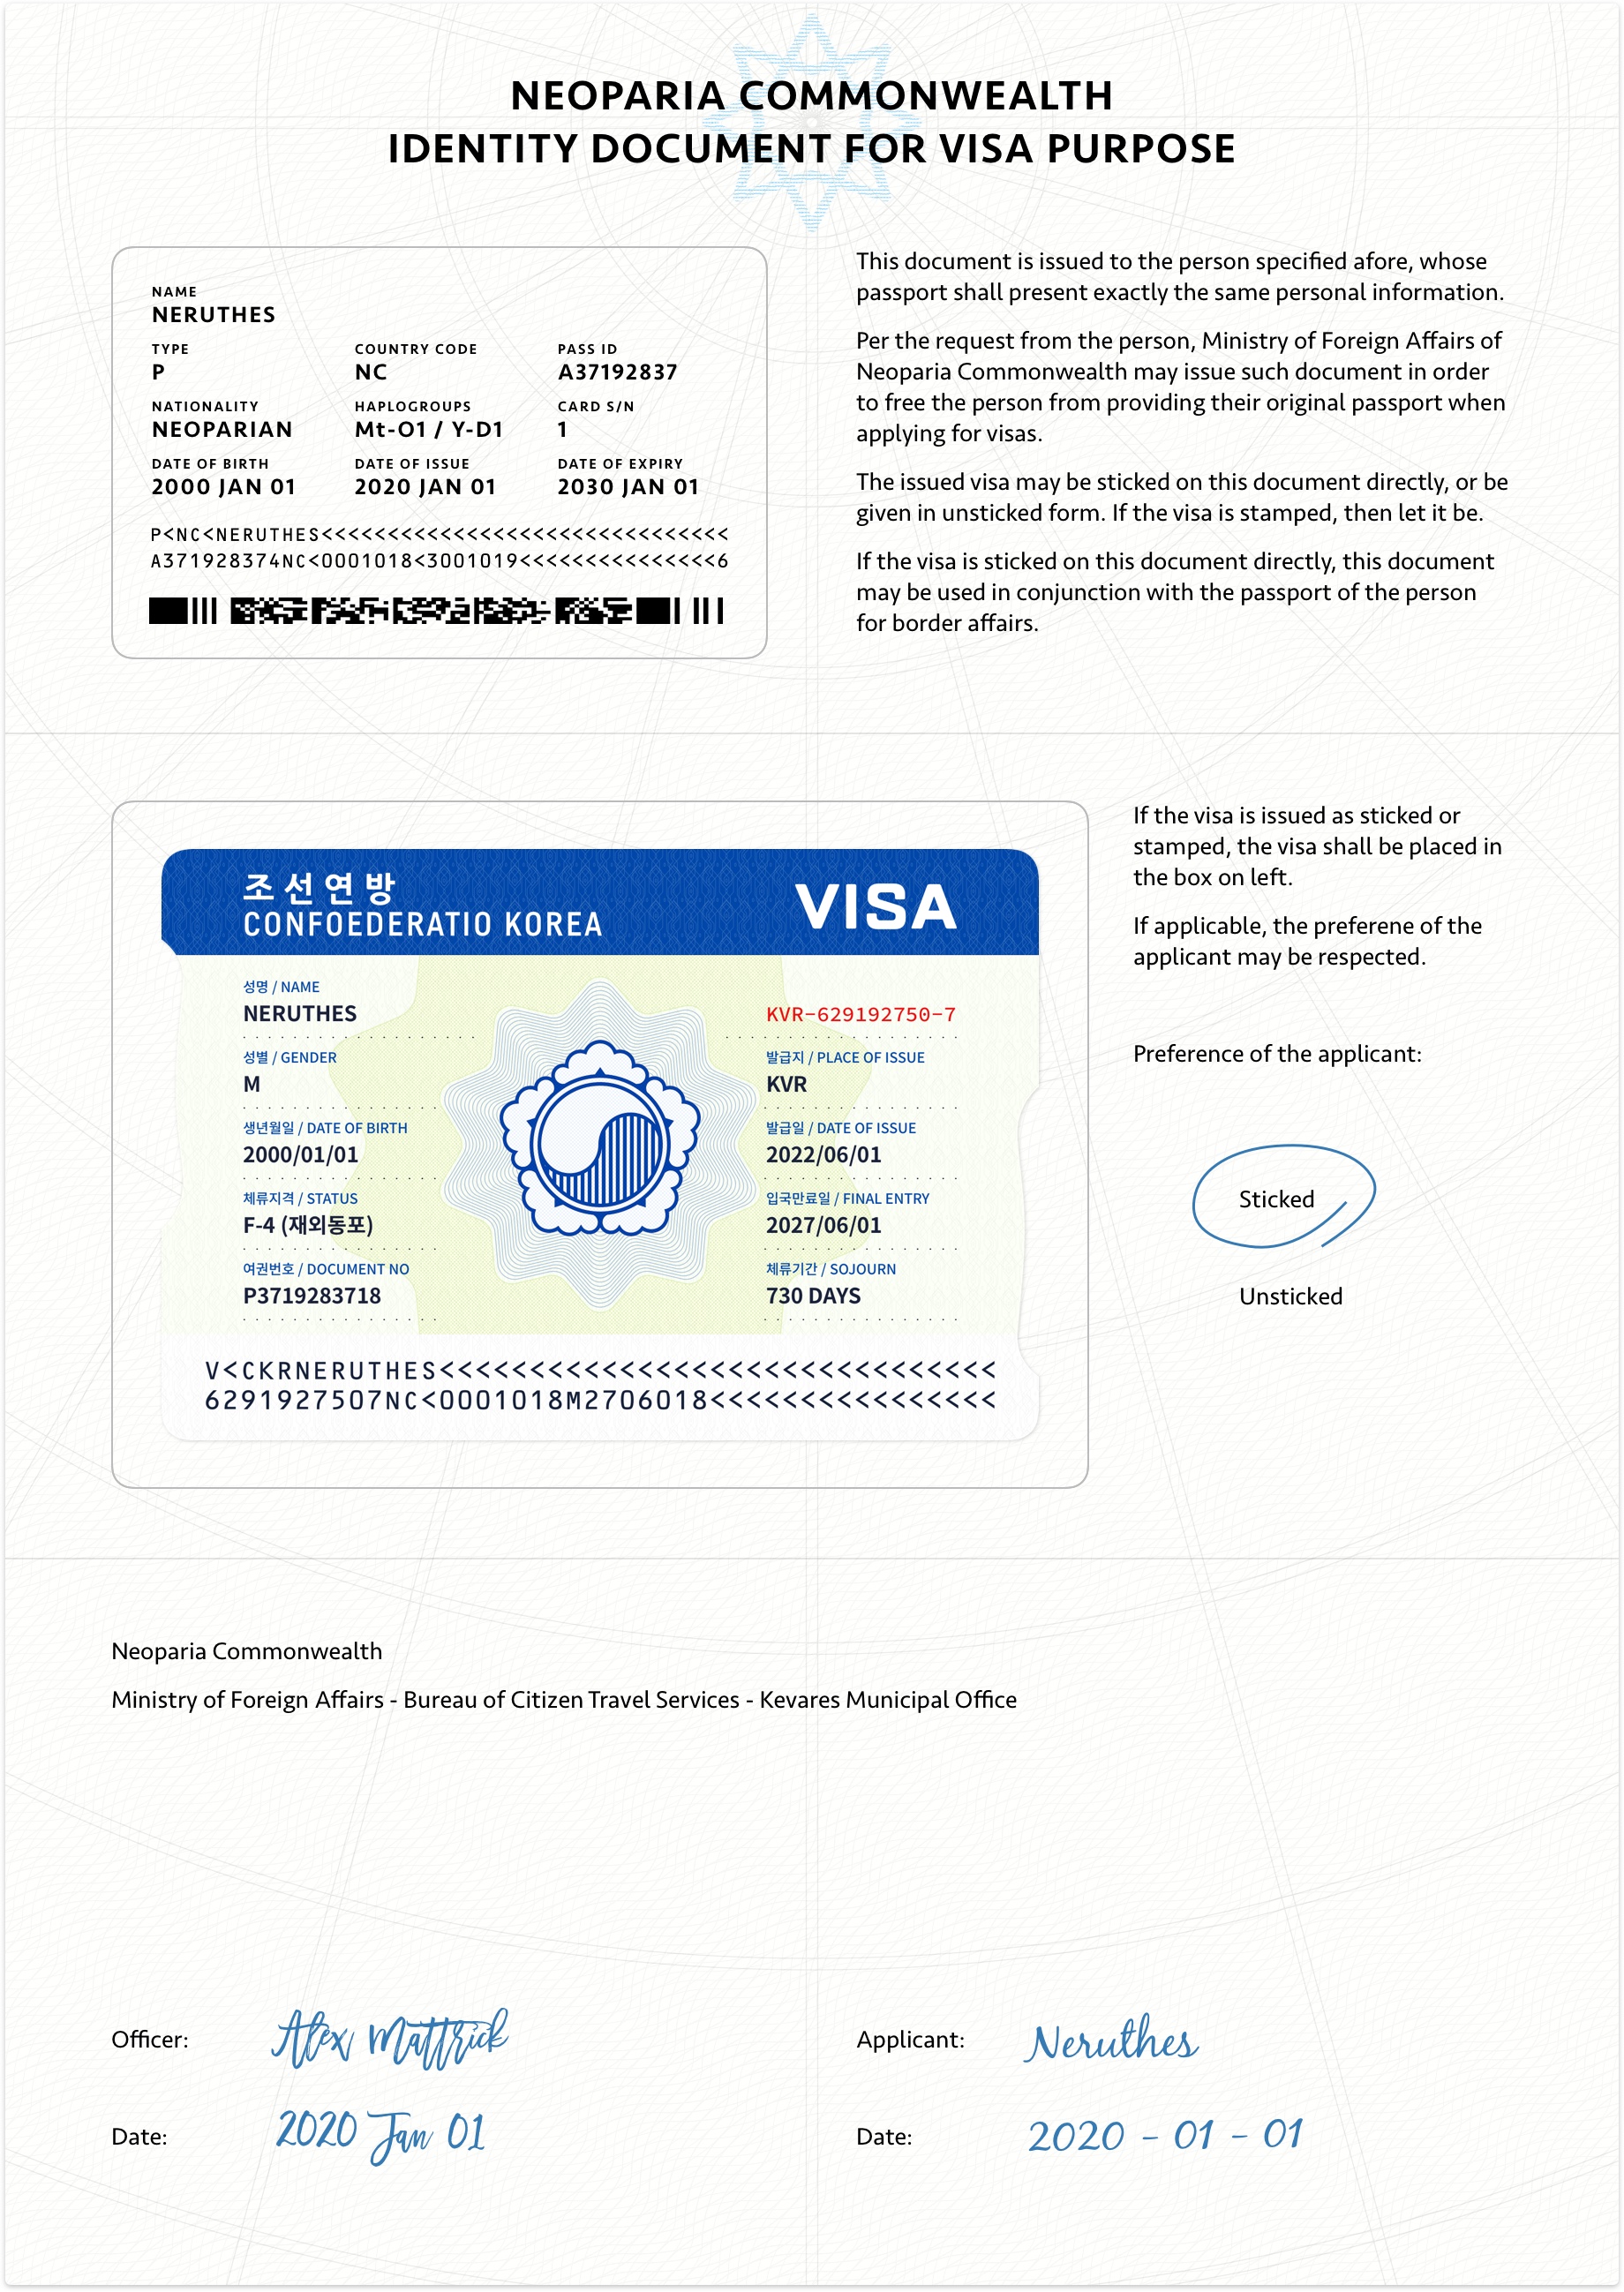 NEOPARIA COMMONWEALTH
IDENTITY DOCUMENT FOR VISA PURPOSE
NAME
NERUTHES
TYPE COUNTRY CODE PASS ID
P NC A37192837
NATIONALITY HAPLOGROUPS CARD S/N
NEOPARIAN Mt-O1 / Y-D1 1
DATE OF BIRTH DATE OF ISSUE DATE OF EXPIRY
2000 JAN 01 2020 JAN 01 2030 JAN 01
P<NC<NERUTHES<<<<<<<<<<<<<<<<<<<<<<<<<<<<<<<
A371928374NC<0001018<3001019<<<<<<<<<<<<<<<6
This document is issued to the person specified afore, whose
passport shall present exactly the same personal information.
Per the request from the person, Ministry of Foreign Affairs of
Neoparia Commonwealth may issue such document in order
to free the person from providing their original passport when
applying for visas.
The issued visa may be sticked on this document directly, or be
given in unsticked form. If the visa is stamped, then let it be.
If the visa is sticked on this document directly, this document
may be used in conjunction with the passport of the person
for border affairs.
조선연방
CONFOEDERATIO KOREA
VISA
성명 / NAME
NERUTHES
KVR-629192750-7
성별 / GENDER
M
발급지 / PLACE OF ISSUE
KVR
생년월일 / DATE OF BIRTH
2000/01/01
발급일 / DATE OF ISSUE
2022/06/01
체류지격 / STATUS
F-4 (재외동포)
입국만료일 / FINAL ENTRY
2027/06/01
여권번호 / DOCUMENT NO
P3719283718
체류기간 / SOJOURN
730 DAYS
V<CKRNERUTHES<<<<<<<<<<<<<<<<<<<<<<<<<<<<<<<
6291927507NC<0001018M2706018<<<<<<<<<<<<<<<<
If the visa is issued as sticked or
stamped, the visa shall be placed in
the box on left.
If applicable, the preferene of the
applicant may be respected.
Preference of the applicant:
Sticked
Unsticked
Neoparia Commonwealth
Ministry of Foreign Affairs - Bureau of Citizen Travel Services - Kevares Municipal Office
Officer: Alex Mattrick
Applicant: Neruthes
Date: 2020 Jan 01
Date: 2020 - 01 - 01